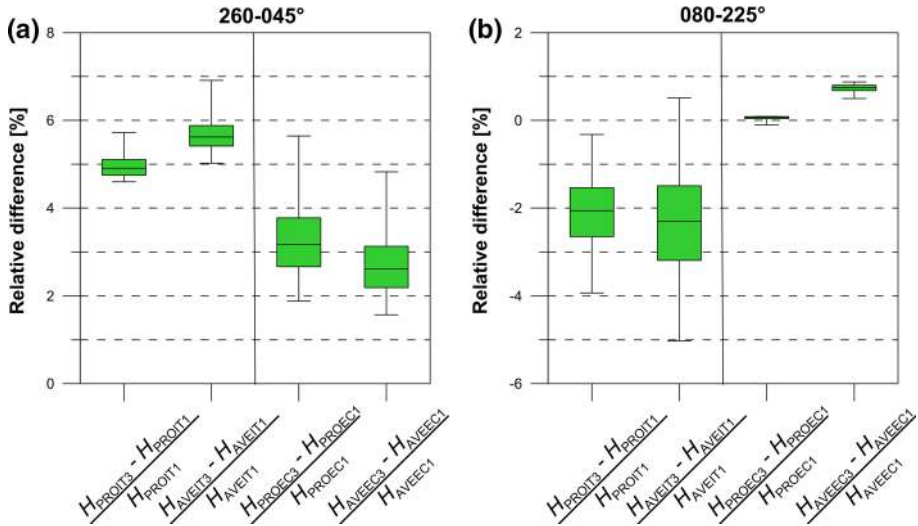 (a)
260-045°
Relative difference [%]
8
6
4
2
0
H_PROIT3 - H_PROIT1
H_PROIT1
H_AVEIT3 - H_AVEIT1
H_AVEIT1
H_PROEC3 - H_PROEC1
H_PROEC1
H_AVEEC3 - H_AVEEC1
H_AVEEC1
(b)
080-225°
Relative difference [%]
2
0
-2
-4
-6
H_PROIT3 - H_PROIT1
H_PROIT1
H_AVEIT3 - H_AVEIT1
H_AVEIT1
H_PROEC3 - H_PROEC1
H_PROEC1
H_AVEEC3 - H_AVEEC1
H_AVEEC1